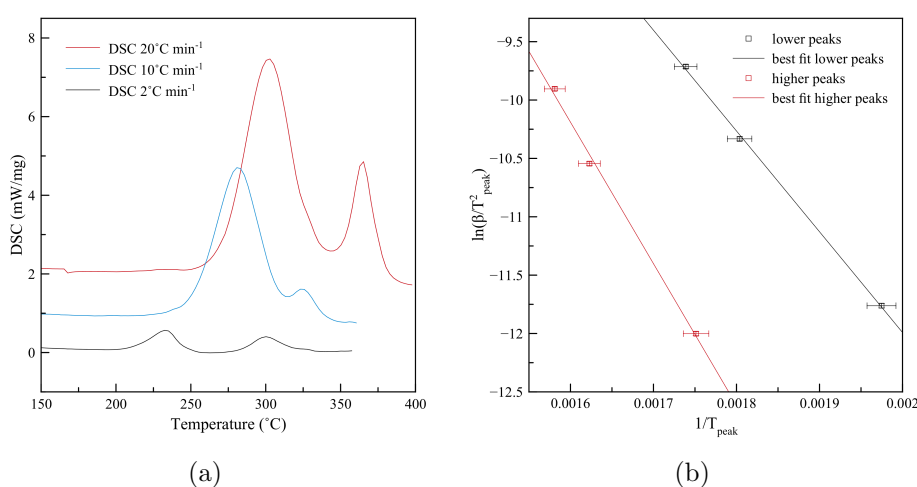 8
6
4
2
0
DSC (mW/mg)
DSC 20˚C min-1
DSC 10˚C min-1
DSC 2˚C min-1
150 200 250 300 350 400
Temperature (˚C)
(a)
−9.5
−10
−10.5
−11
−11.5
−12
−12.5
ln(β/T2peak)
lower peaks
best fit lower peaks
higher peaks
best fit higher peaks
0.0016 0.0017 0.0018 0.0019 0.002
1/Tpeak
(b)